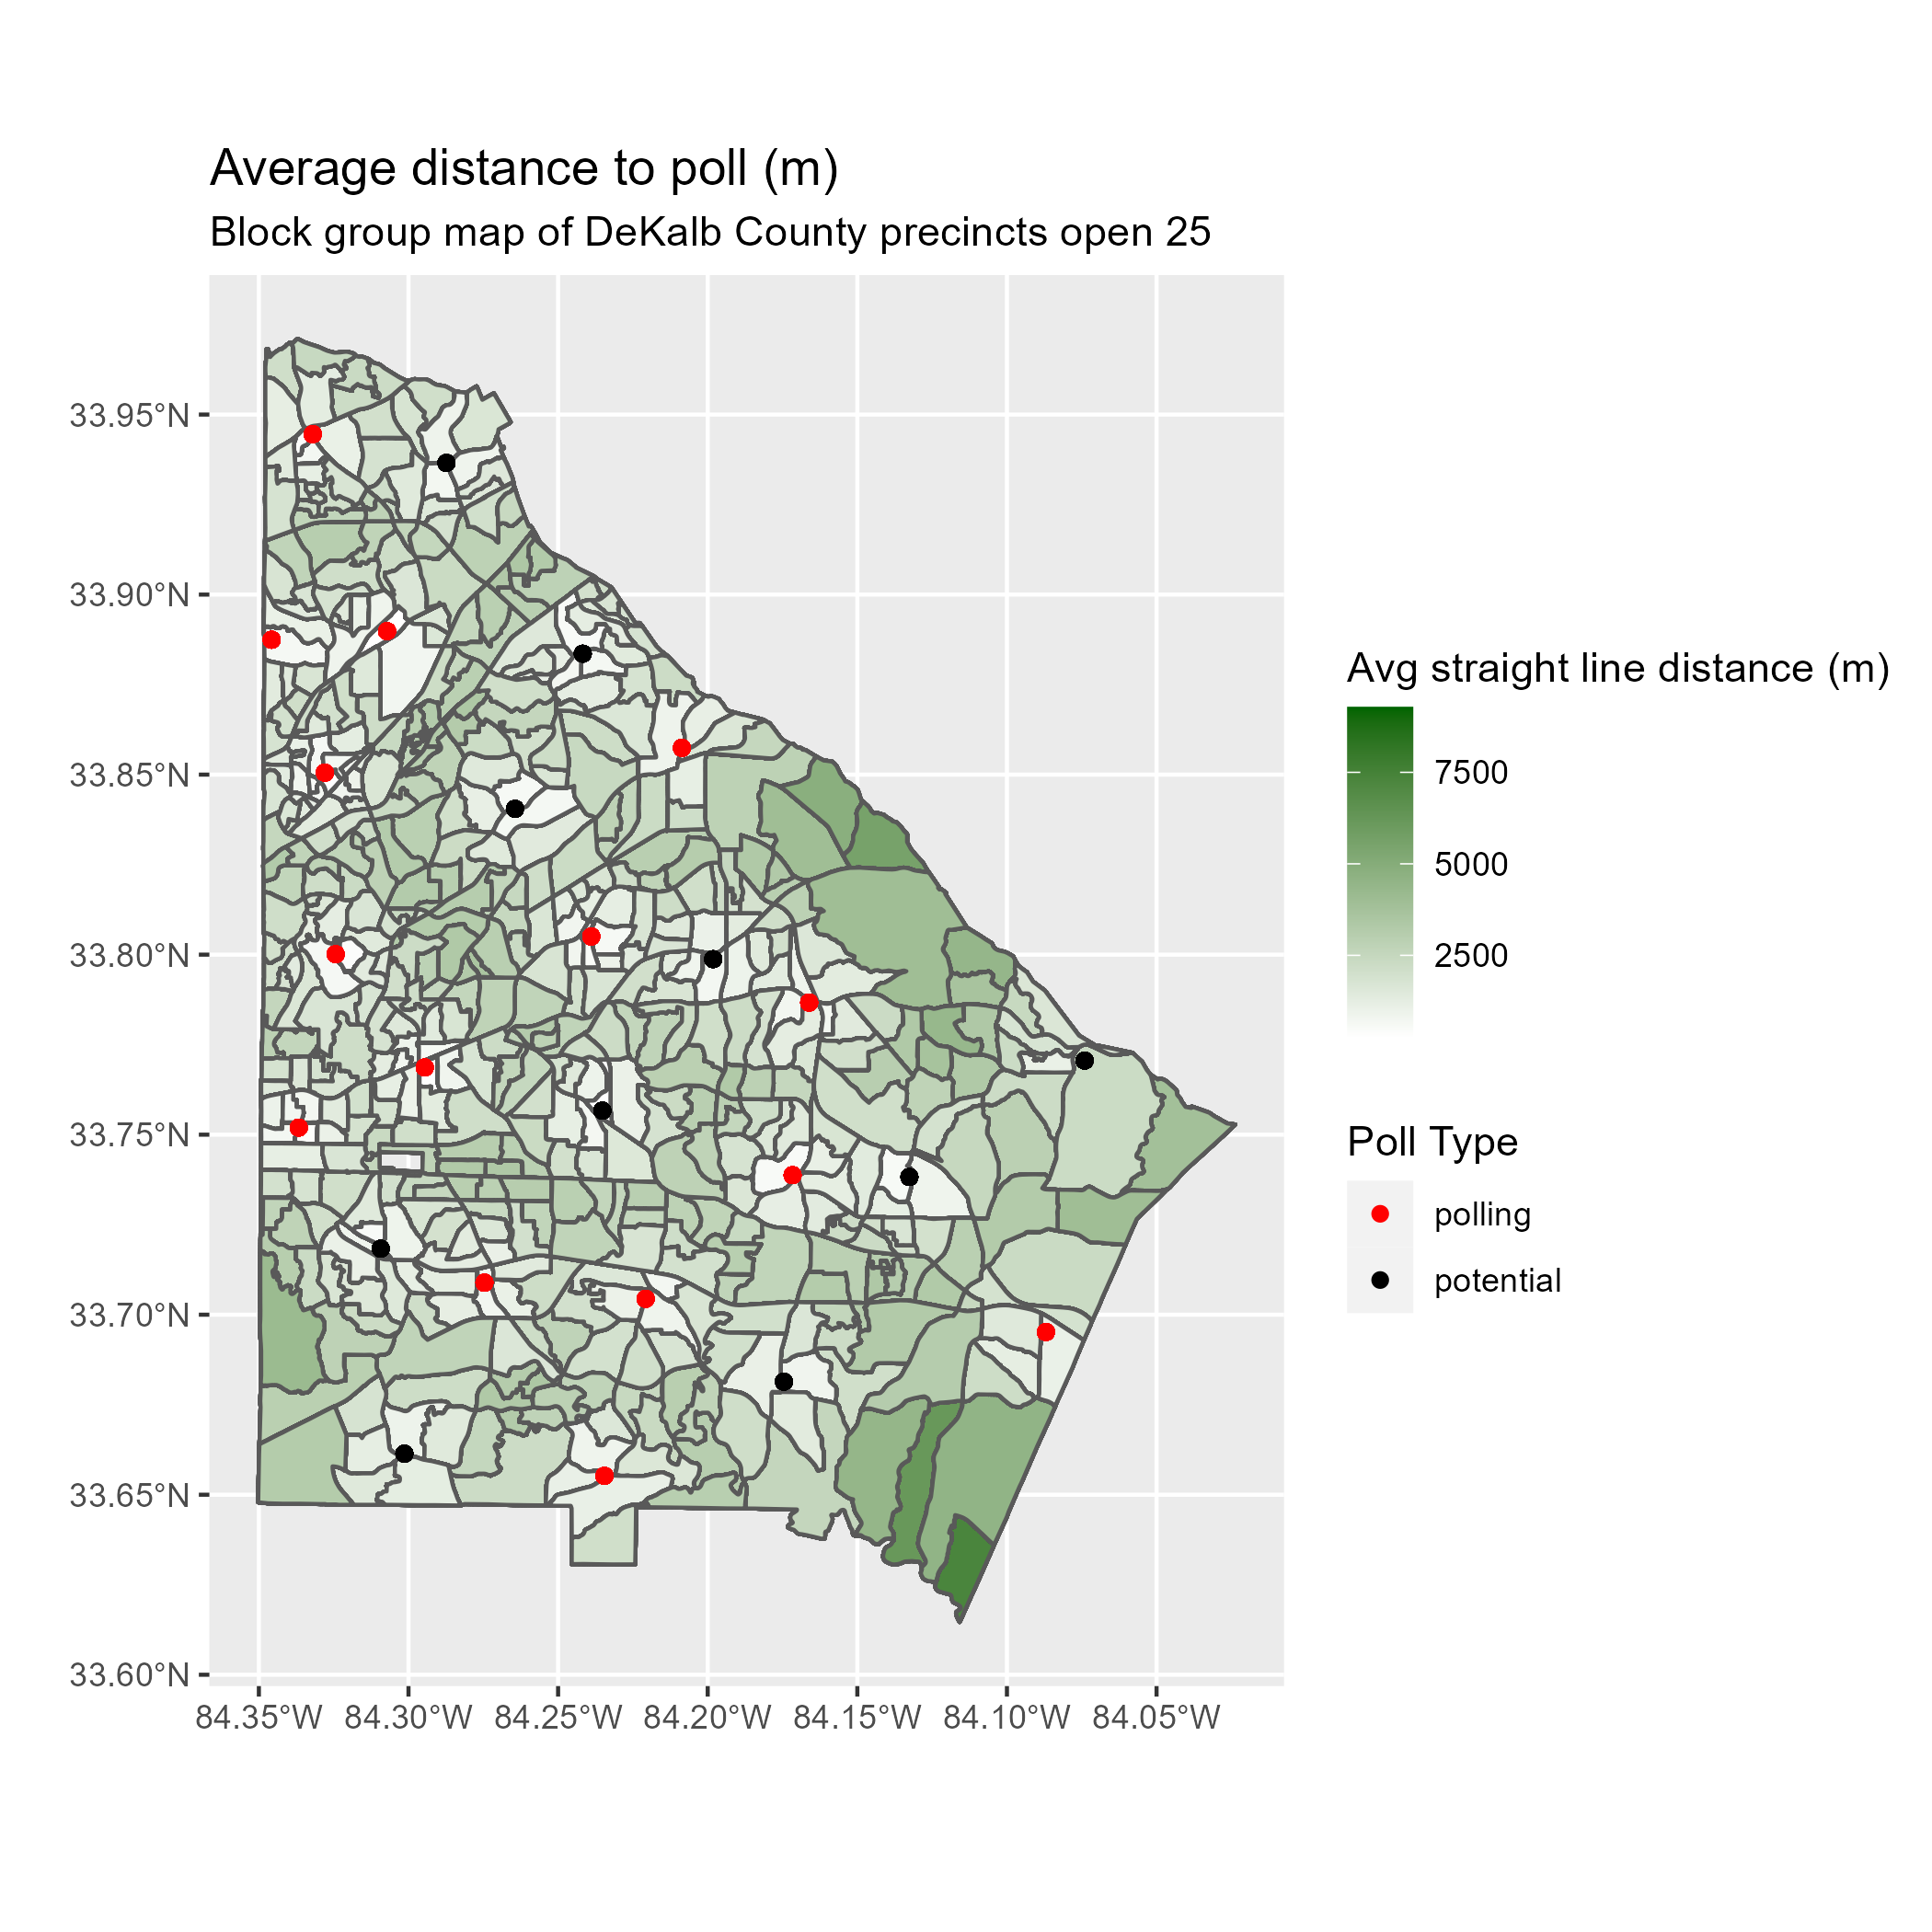 Average distance to poll (m)
Block group map of DeKalb County precincts open 25
33.95°N
33.90°N
33.85°N
33.80°N
33.75°N
33.70°N
33.65°N
33.60°N
84.35°W 84.30°W 84.25°W 84.20°W 84.15°W 84.10°W 84.05°W
Avg straight line distance (m)
7500
5000
2500
Poll Type
polling
potential